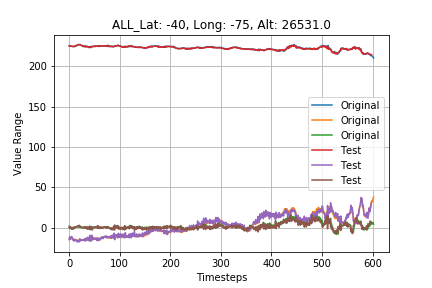 ALL_Lat: -40, Long: -75, Alt: 26531.0
200
150
100
50
0
Value Range
Original
Original
Original
Test
Test
Test
0 100 200 300 400 500 600
Timesteps